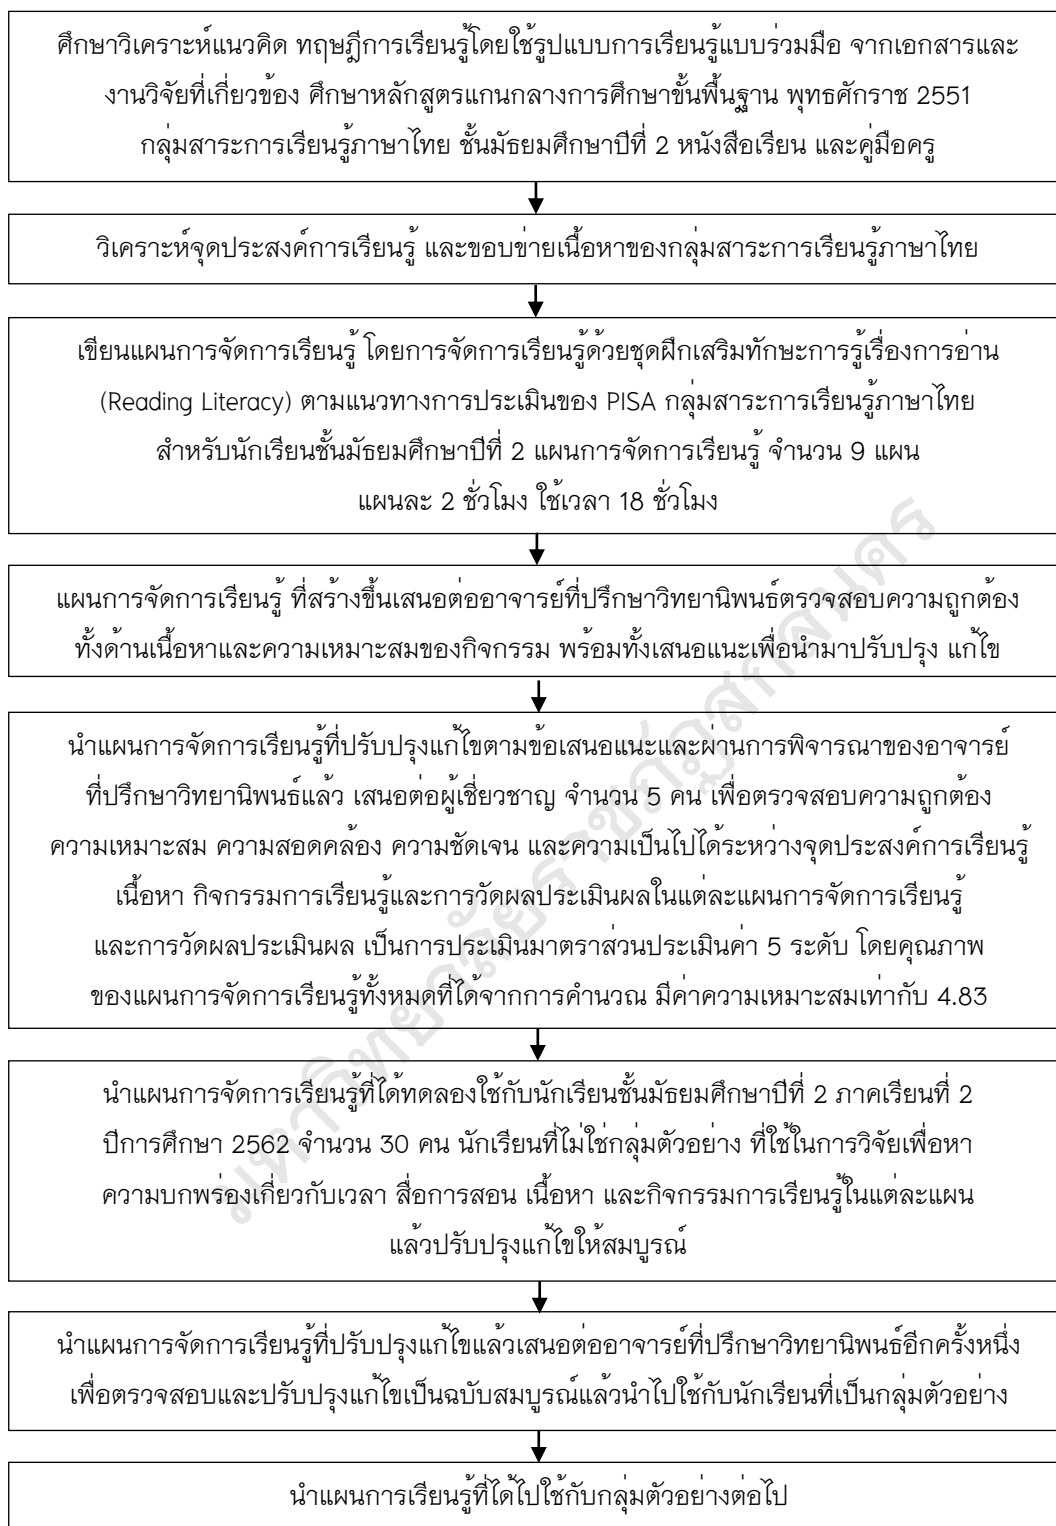 ศึกษาวิเคราะห์แนวคิด ทฤษฎีการเรียนรู้โดยใช้รูปแบบการเรียนรู้แบบร่วมมือ จากเอกสารและ
งานวิจัยที่เกี่ยวข้อง ศึกษาหลักสูตรแกนกลางการศึกษาขั้นพื้นฐาน พุทธศักราช 2551
กลุ่มสาระการเรียนรู้ภาษาไทย ชั้นมัธยมศึกษาปีที่ 2 หนังสือเรียน และคู่มือครู
วิเคราะห์จุดประสงค์การเรียนรู้ และขอบข่ายเนื้อหาของกลุ่มสาระการเรียนรู้ภาษาไทย
เขียนแผนการจัดการเรียนรู้ โดยการจัดการเรียนรู้ด้วยชุดฝึกเสริมทักษะการรู้เรื่องการอ่าน
(Reading Literacy) ตามแนวทางการประเมินของ PISA กลุ่มสาระการเรียนรู้ภาษาไทย
สำหรับนักเรียนชั้นมัธยมศึกษาปีที่ 2 แผนการจัดการเรียนรู้ จำนวน 9 แผน
แผนละ 2 ชั่วโมง ใช้เวลา 18 ชั่วโมง
แผนการจัดการเรียนรู้ ที่สร้างขึ้นเสนอต่ออาจารย์ที่ปรึกษาวิทยานิพนธ์ตรวจสอบความถูกต้อง
ทั้งด้านเนื้อหาและความเหมาะสมของกิจกรรม พร้อมทั้งเสนอแนะเพื่อนำมาปรับปรุง แก้ไข
นำแผนการจัดการเรียนรู้ที่ปรับปรุงแก้ไขตามข้อเสนอแนะและผ่านการพิจารณาของอาจารย์
ที่ปรึกษาวิทยานิพนธ์แล้ว เสนอต่อผู้เชี่ยวชาญ จำนวน 5 คน เพื่อตรวจสอบความถูกต้อง
ความเหมาะสม ความสอดคล้อง ความชัดเจน และความเป็นไปได้ระหว่างจุดประสงค์การเรียนรู้
เนื้อหา กิจกรรมการเรียนรู้และการวัดผลประเมินผลในแต่ละแผนการจัดการเรียนรู้
และการวัดผลประเมินผล เป็นการประเมินมาตราส่วนประเมินค่า 5 ระดับ โดยคุณภาพ
ของแผนการจัดการเรียนรู้ทั้งหมดที่ได้จากการคำนวณ มีค่าความเหมาะสมเท่ากับ 4.83
นำแผนการจัดการเรียนรู้ที่ได้ทดลองใช้กับนักเรียนชั้นมัธยมศึกษาปีที่ 2 ภาคเรียนที่ 2
ปีการศึกษา 2562 จำนวน 30 คน นักเรียนที่ไม่ใช่กลุ่มตัวอย่าง ที่ใช้ในการวิจัยเพื่อหา
ความบกพร่องเกี่ยวกับเวลา สื่อการสอน เนื้อหา และกิจกรรมการเรียนรู้ในแต่ละแผน
แล้วปรับปรุงแก้ไขให้สมบูรณ์
นำแผนการจัดการเรียนรู้ที่ปรับปรุงแก้ไขแล้วเสนอต่ออาจารย์ที่ปรึกษาวิทยานิพนธ์อีกครั้งหนึ่ง
เพื่อตรวจสอบและปรับปรุงแก้ไขเป็นฉบับสมบูรณ์แล้วนำไปใช้กับนักเรียนที่เป็นกลุ่มตัวอย่าง
นำแผนการเรียนรู้ที่ได้ไปใช้กับกลุ่มตัวอย่างต่อไป
มหาวิทยาลัยราชภัฏสกลนคร